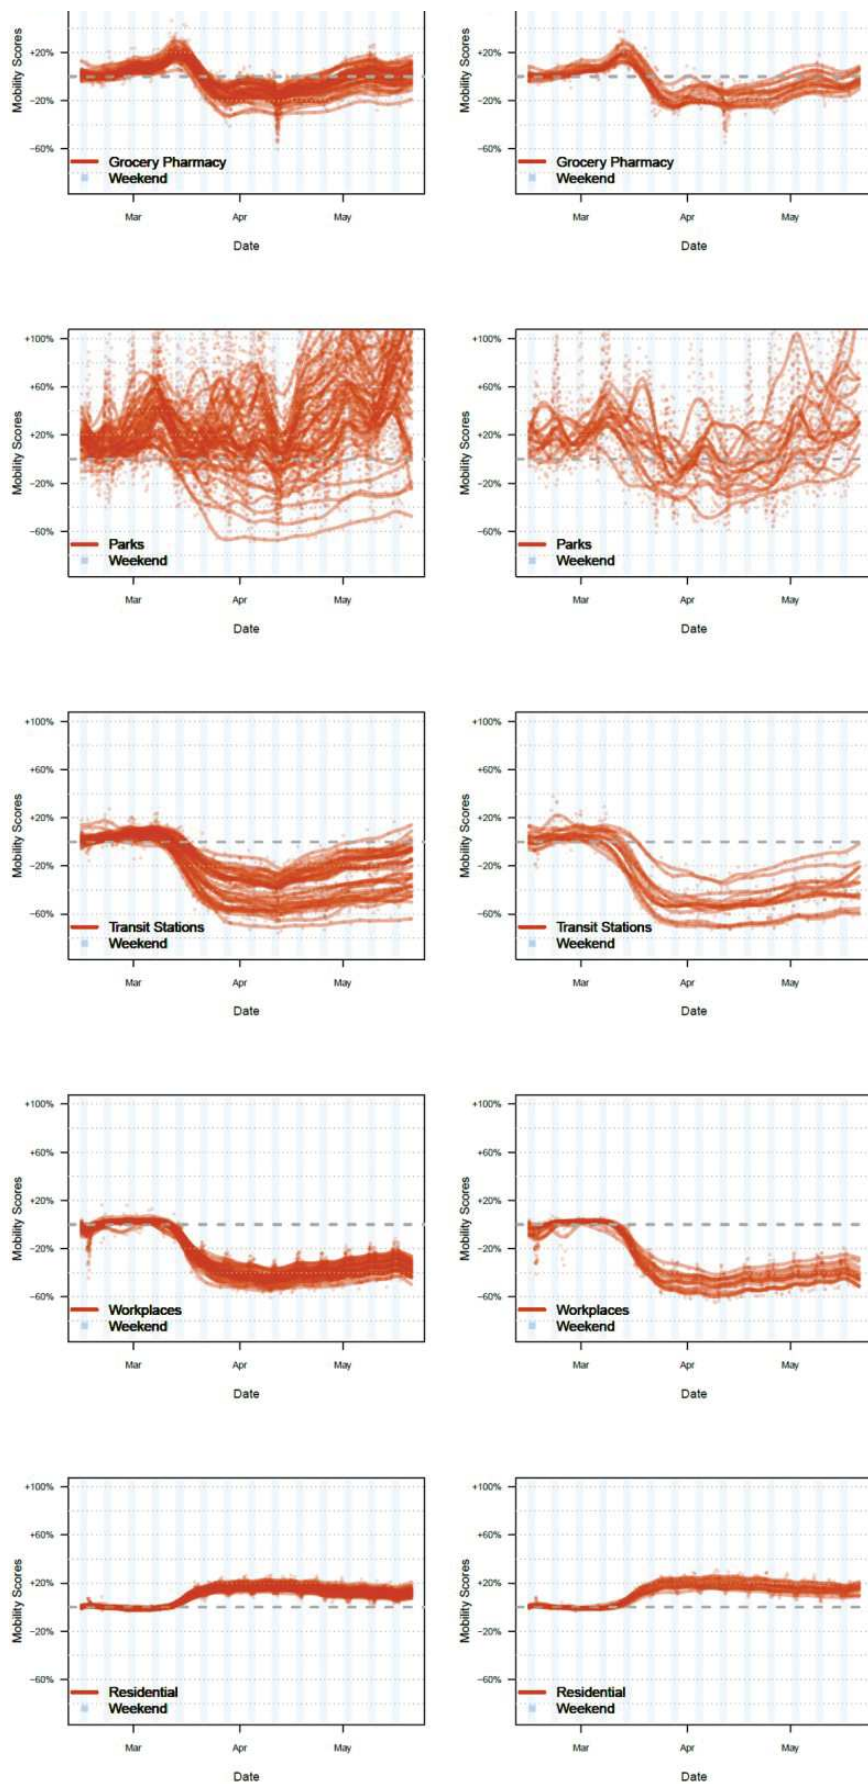 Mobility Scores
+20%
-20%
-60%
Grocery Pharmacy
Weekend
Mar
Apr
May
Date
Mobility Scores
+20%
-20%
-60%
Grocery Pharmacy
Weekend
Mar
Apr
May
Date
Mobility Scores
+100%
+60%
+20%
-20%
-60%
Parks
Weekend
Mar
Apr
May
Date
Mobility Scores
+100%
+60%
+20%
-20%
-60%
Parks
Weekend
Mar
Apr
May
Date
Mobility Scores
+100%
+60%
+20%
-20%
-60%
Transit Stations
Weekend
Mar
Apr
May
Date
Mobility Scores
+100%
+60%
+20%
-20%
-60%
Transit Stations
Weekend
Mar
Apr
May
Date
Mobility Scores
+100%
+60%
+20%
-20%
-60%
Workplaces
Weekend
Mar
Apr
May
Date
Mobility Scores
+100%
+60%
+20%
-20%
-60%
Workplaces
Weekend
Mar
Apr
May
Date
Mobility Scores
+100%
+60%
+20%
-20%
-60%
Residential
Weekend
Mar
Apr
May
Date
Mobility Scores
+100%
+60%
+20%
-20%
-60%
Residential
Weekend
Mar
Apr
May
Date